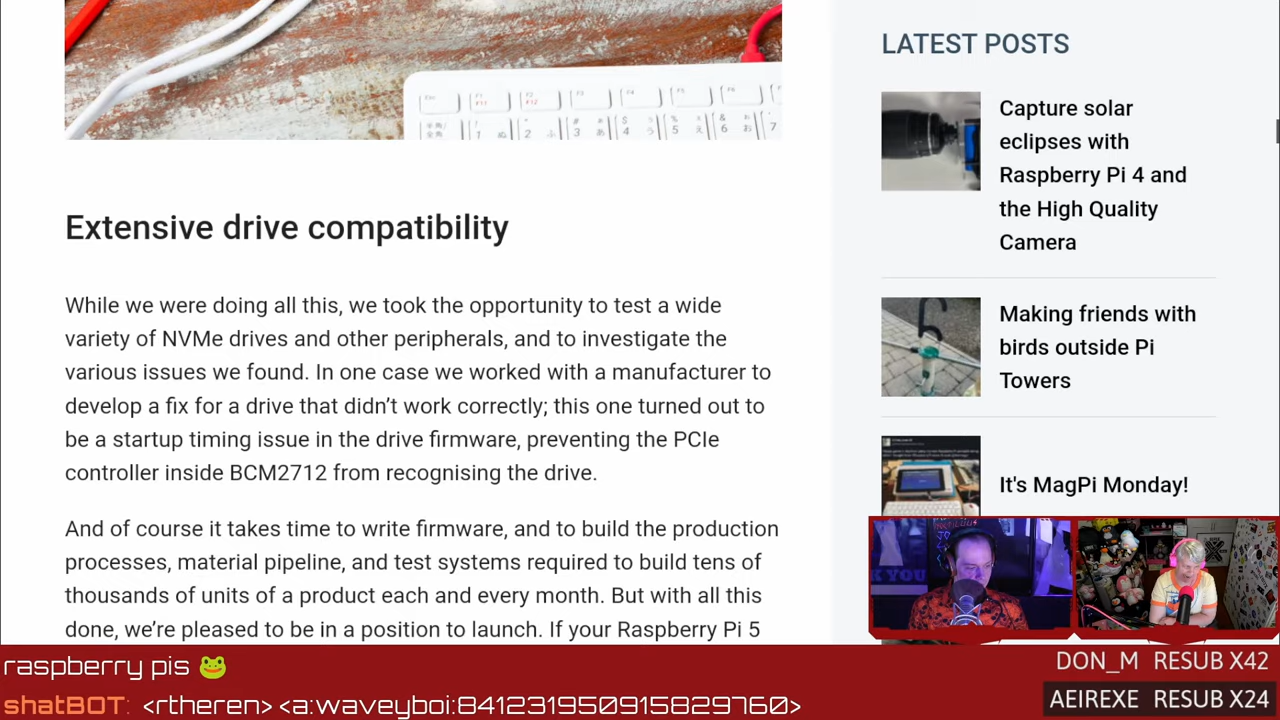 LATEST POSTS
Capture solar
eclipses with
Raspberry Pi 4 and
the High Quality
Camera
Making friends with
birds outside Pi
Towers
It's MagPi Monday!
Extensive drive compatibility
While we were doing all this, we took the opportunity to test a wide
variety of NVMe drives and other peripherals, and to investigate the
various issues we found. In one case we worked with a manufacturer to
develop a fix for a drive that didn’t work correctly; this one turned out to
be a startup timing issue in the drive firmware, preventing the PCIe
controller inside BCM2712 from recognising the drive.
And of course it takes time to write firmware, and to build the production
processes, material pipeline, and test systems required to build tens of
thousands of units of a product each and every month. But with all this
done, we’re pleased to be in a position to launch. If your Raspberry Pi 5
raspberry pis 🐸
shatBOT: <rtheren> <a:waveyboi:841231950915829760>
DON_M RESUB X42
AEIREXE RESUB X24